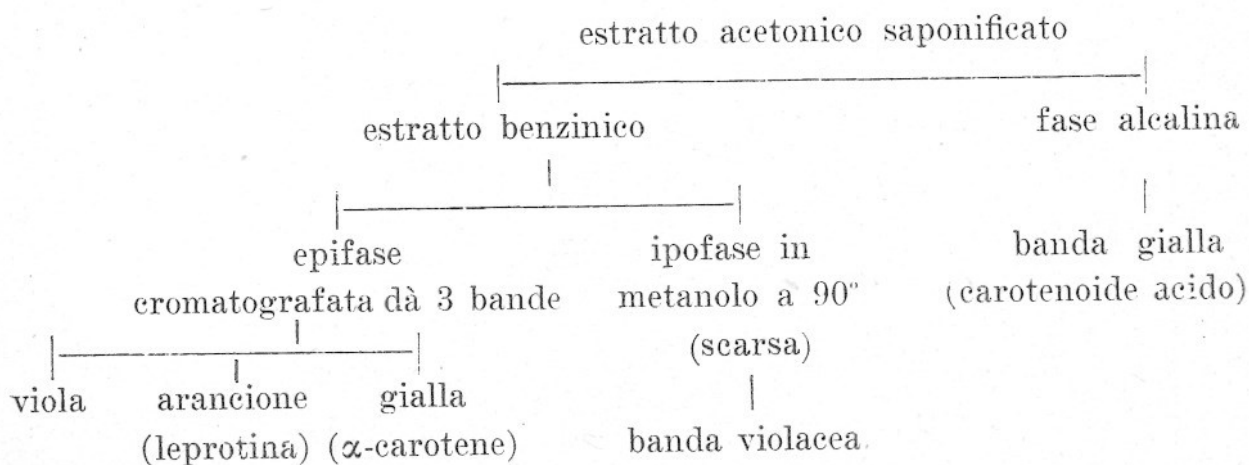 estratto acetonico saponificato
estratto benzinico
fase alcalina
epifase
cromatografata dà 3 bande
ipofase in
metanolo a 90°
(scarsa)
banda gialla
(carotenoide acido)
viola
arancione
(leprotina)
gialla
(α-carotene)
banda violacea